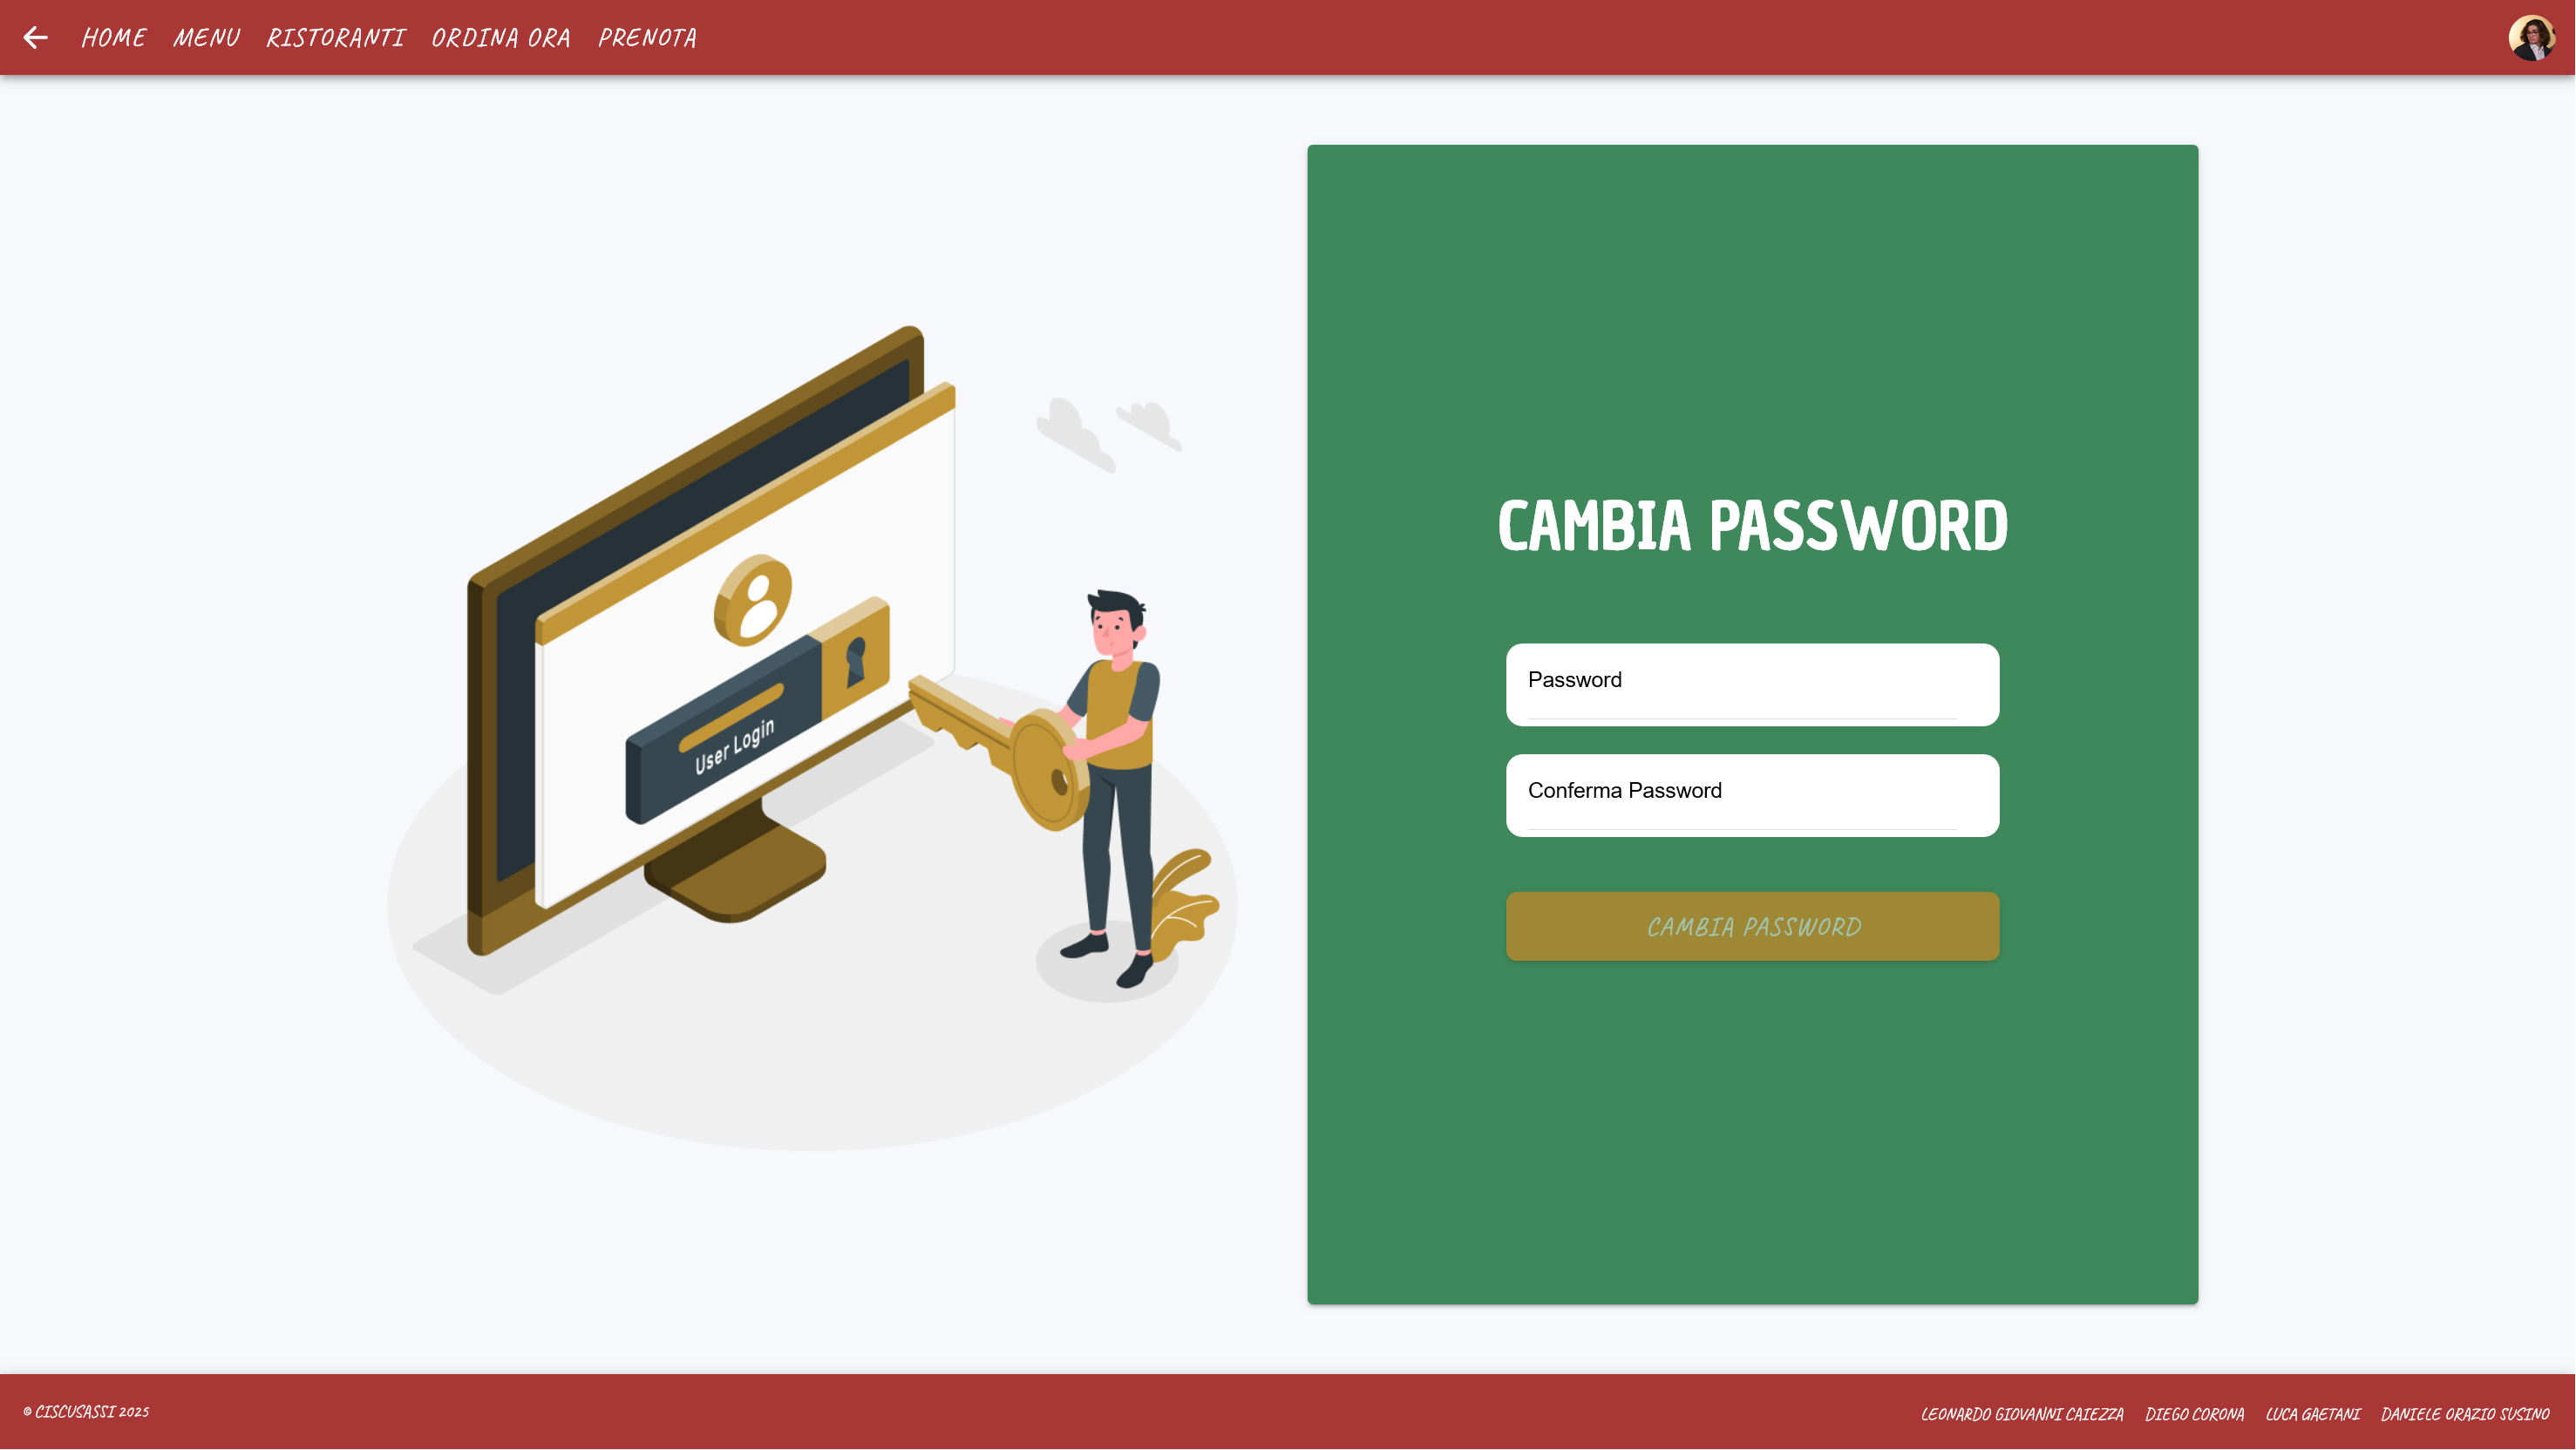 HOME MENU RISTORANTI ORDINA ORA PRENOTA
User Login
CAMBIA PASSWORD
Password
Conferma Password
CAMBIA PASSWORD
© CISCUSASSI 2025
LEONARDO GIOVANNI CAIEZZA DIEGO CORONA LUCA GAETANI DANIELE ORAZIO SUSINO